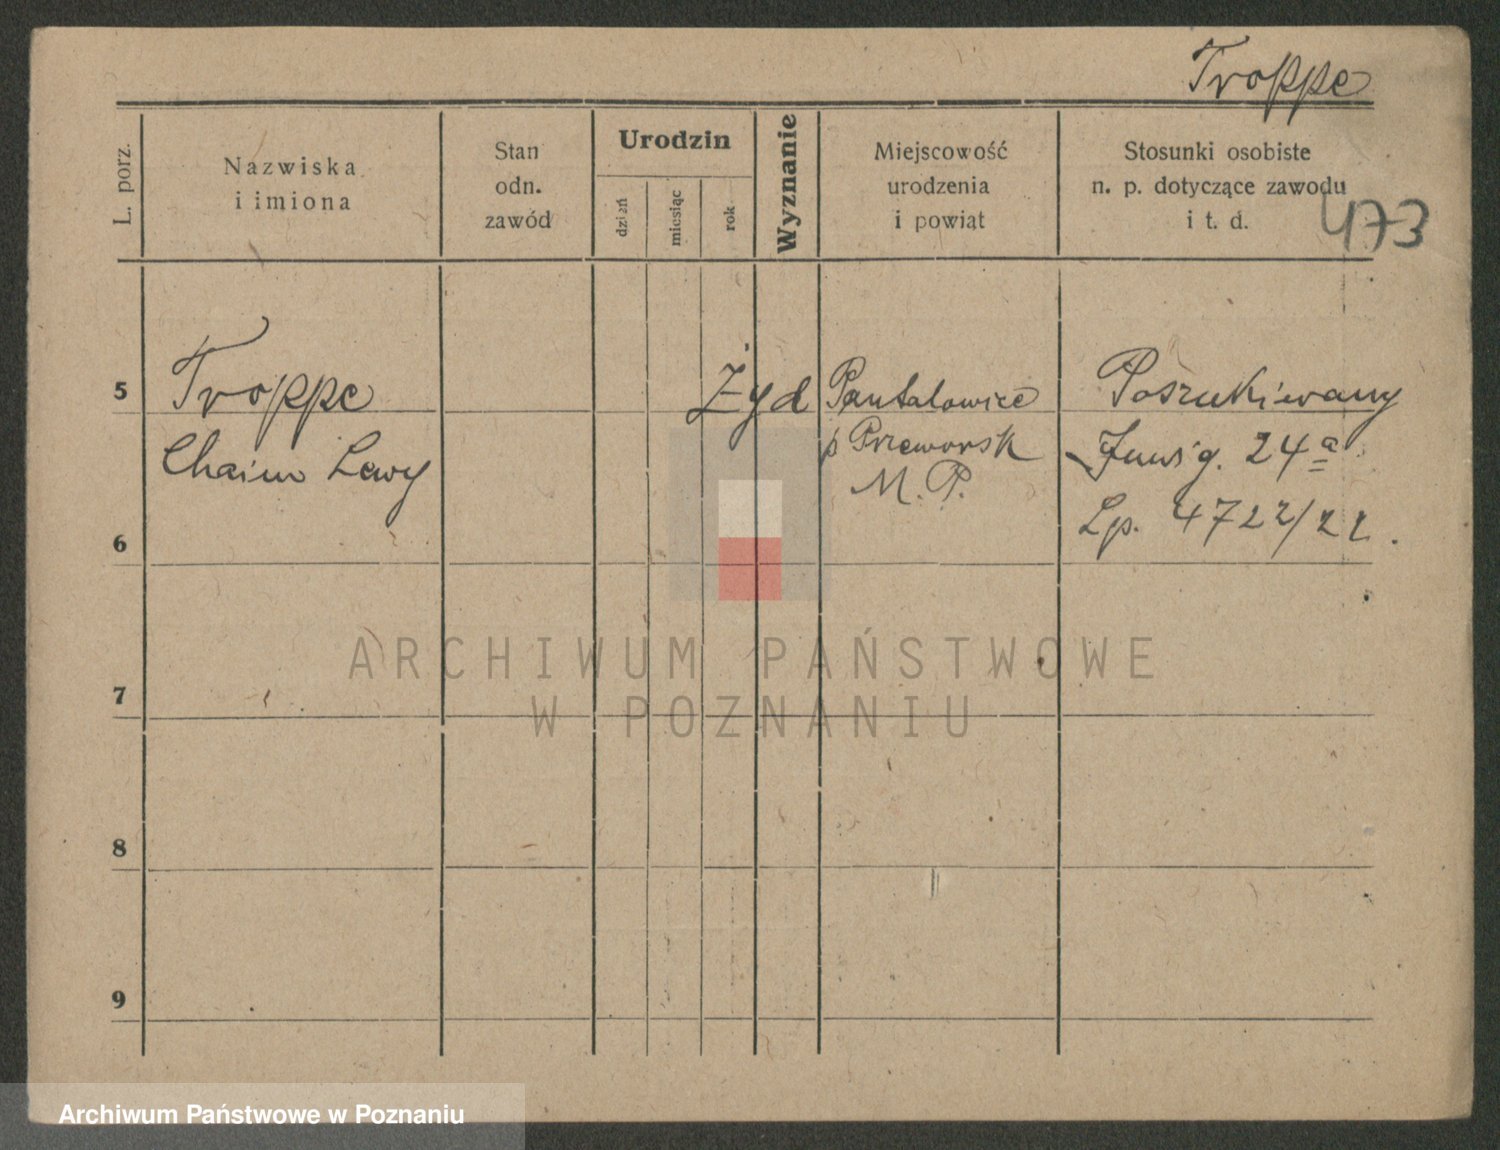 Troppe
L. porz.
Nazwiska
i imiona
Stan
odn.
zawód
Urodzin
dzień
miesiąc
rok
Wyznanie
Miejscowość
urodzenia
i powiat
Stosunki osobiste
n. p. dotyczące zawodu
i t. d.
473
5
Troppe
Chaim Lewy
Żyd
Pantalowice
p Przeworsk
M. P.
Poszukiwany
24a
Lp. 4722/22.
6
7
8
9
ARCHIWUM PAŃSTWOWE
W POZNANIU
Archiwum Państwowe w Poznaniu